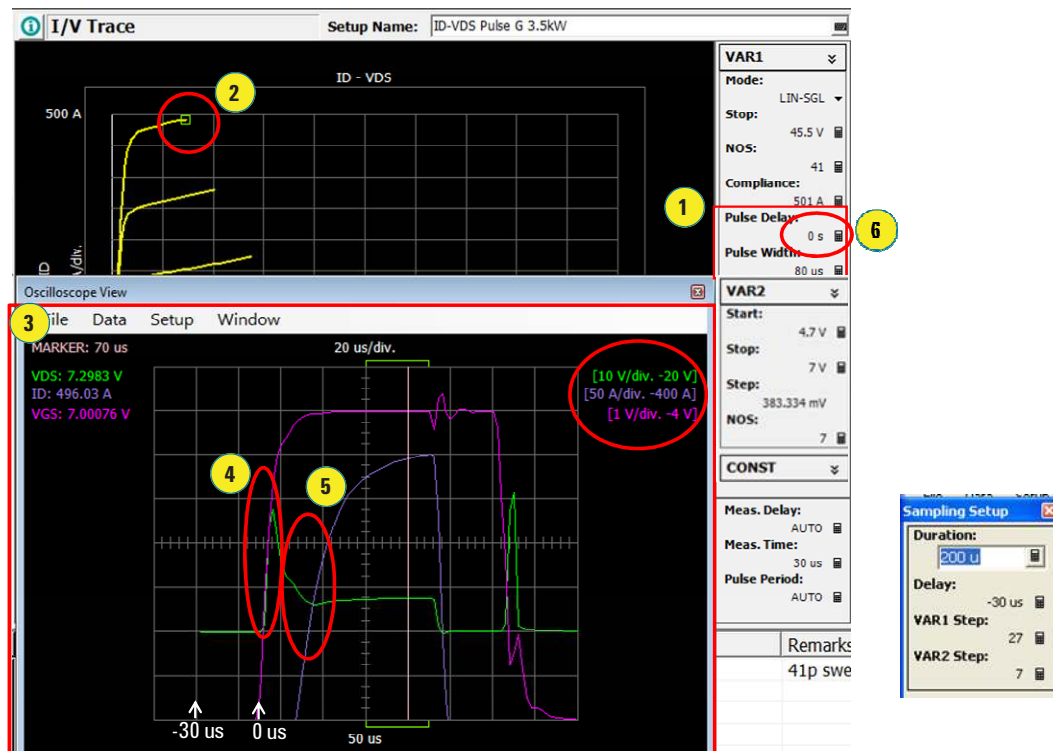 I/V Trace
Setup Name:
ID-VDS Pulse G 3.5kW
ID - VDS
500 A
2
ID
A/div.
1
VAR1
Mode:
LIN-SGL
Stop:
45.5 V
NOS:
41
Compliance:
501 A
Pulse Delay:
0 s
6
Pulse Width:
80 us
VAR2
Start:
4.7 V
Stop:
7 V
Step:
383.334 mV
NOS:
7
CONST
Meas. Delay:
AUTO
Meas. Time:
30 us
Pulse Period:
AUTO
Remarks
41p swe
Oscilloscope View
3
File Data Setup Window
MARKER: 70 us
20 us/div.
VDS: 7.2983 V
ID: 496.03 A
VGS: 7.00076 V
[10 V/div. -20 V]
[50 A/div. -400 A]
[1 V/div. -4 V]
4
5
-30 us
0 us
50 us
Sampling Setup
Duration:
200 u
Delay:
-30 us
VAR1 Step:
27
VAR2 Step:
7